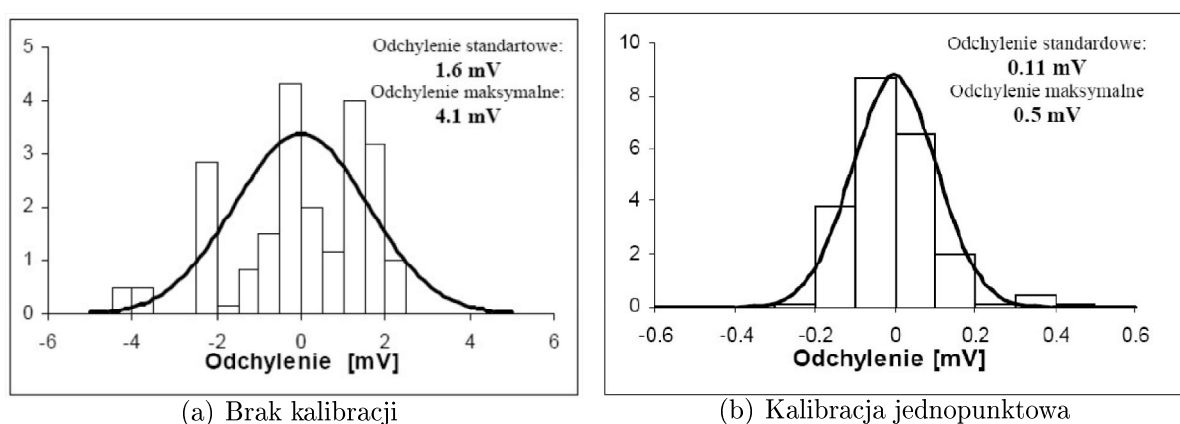 Odchylenie standartowe:
1.6 mV
Odchylenie maksymalne:
4.1 mV
5
4
3
2
1
0
-6
-4
-2
0
2
4
6
Odchylenie [mV]
(a) Brak kalibracji
Odchylenie standardowe:
0.11 mV
Odchylenie maksymalne
0.5 mV
10
8
6
4
2
0
-0.6
-0.4
-0.2
0
0.2
0.4
0.6
Odchylenie [mV]
(b) Kalibracja jednopunktowa